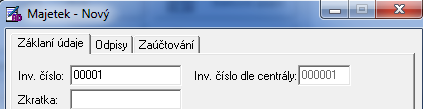 Majetek - Nový
Základní údaje Odpisy Zaúčtování
Inv. číslo: 00001 Inv. číslo dle centrály: 000001
Zkratka: